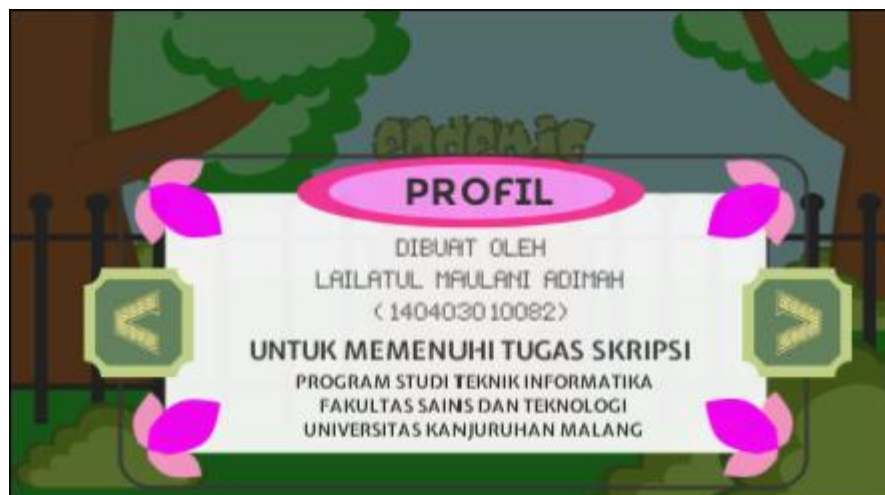 endemic
PROFIL
DIBUAT OLEH
LAILATUL MAULANI ADIMAH
(140403010082)
UNTUK MEMENUHI TUGAS SKRIPSI
PROGRAM STUDI TEKNIK INFORMATIKA
FAKULTAS SAINS DAN TEKNOLOGI
UNIVERSITAS KANJURUHAN MALANG